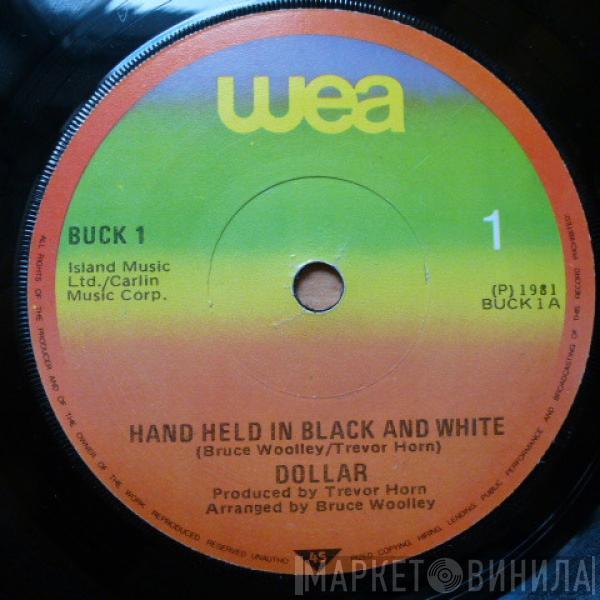 wea
BUCK 1
1
Island Music
Ltd./Carlin
Music Corp.
(P) 1981
BUCK 1 A
HAND HELD IN BLACK AND WHITE
(Bruce Woolley/Trevor Horn)
DOLLAR
Produced by Trevor Horn
Arranged by Bruce Woolley
ALL RIGHTS OF THE PRODUCER AND OF THE OWNER OF THE WORK REPRODUCED RESERVED UNAUTHO
45
RIZED COPYING, HIRING, LENDING, PUBLIC PERFORMANCE AND BROADCASTING OF THIS RECORD PROHIBITED
МАРКЕТ ВИНИЛА